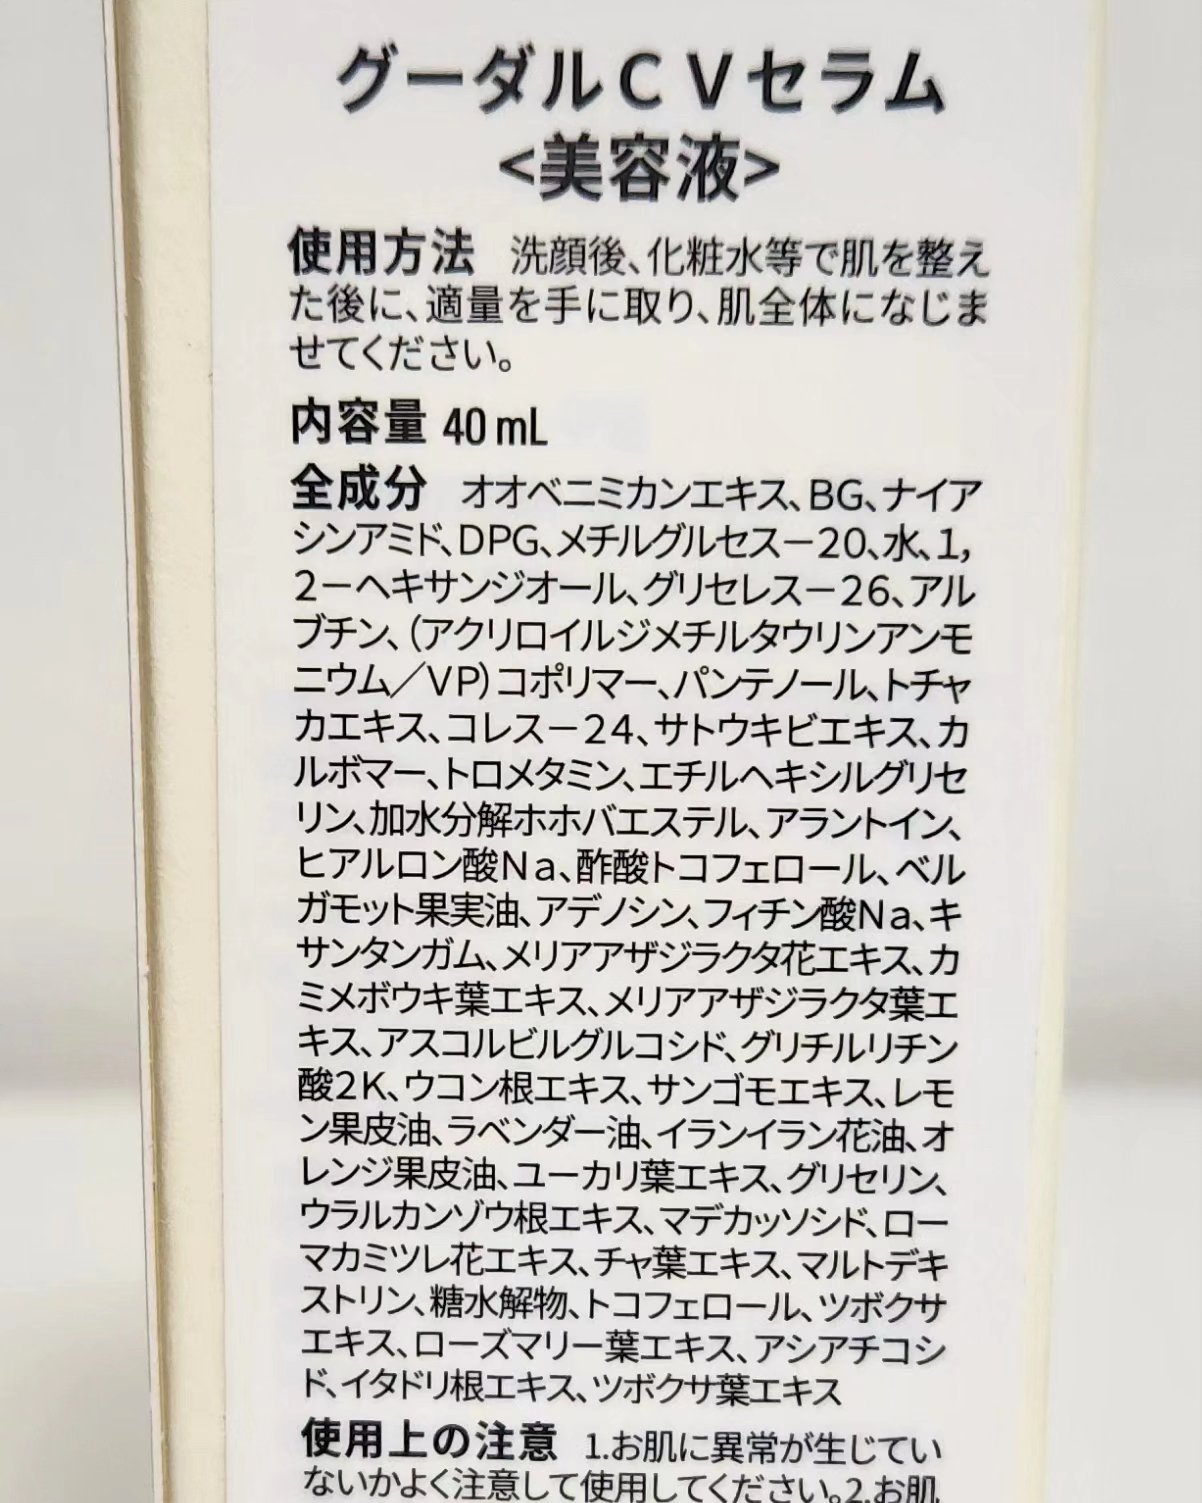 グーダルCVセラム
<美容液>
使用方法 洗顔後、化粧水等で肌を整え
た後に、適量を手に取り、肌全体になじま
せてください。
内容量 40mL
全成分 オオベニミカンエキス、BG、ナイア
シンアミド、DPG、メチルグルセスー20、水、1,
2ーヘキサンジオール、グリセレスー26、アル
ブチン、(アクリロイルジメチルタウリンアンモ
ニウム／VP)コポリマー、パンテノール、トチャ
カエキス、コレスー24、サトウキビエキス、カ
ルボマー、トロメタミン、エチルヘキシルグリセ
リン、加水分解ホホバエステル、アラントイン、
ヒアルロン酸Na、酢酸トコフェロール、ベル
ガモット果実油、アデノシン、フィチン酸Na、キ
サンタンガム、メリアアザジラクタ花エキス、カ
ミメボウキ葉エキス、メリアアザジラクタ葉エ
キス、アスコルビルグルコシド、グリチルリチン
酸2K、ウコン根エキス、サンゴモエキス、レモ
ン果皮油、ラベンダー油、イランイラン花油、オ
レンジ果皮油、ユーカリ葉エキス、グリセリン、
ウラルカンゾウ根エキス、マデカッソシド、ロー
マカミツレ花エキス、チャ葉エキス、マルトデキ
ストリン、糖水解物、トコフェロール、ツボクサ
エキス、ローズマリー葉エキス、アシアチコシ
ド、イタドリ根エキス、ツボクサ葉エキス
使用上の注意 1.お肌に異常が生じてい
ないかよく注意して使用してください。2.お肌